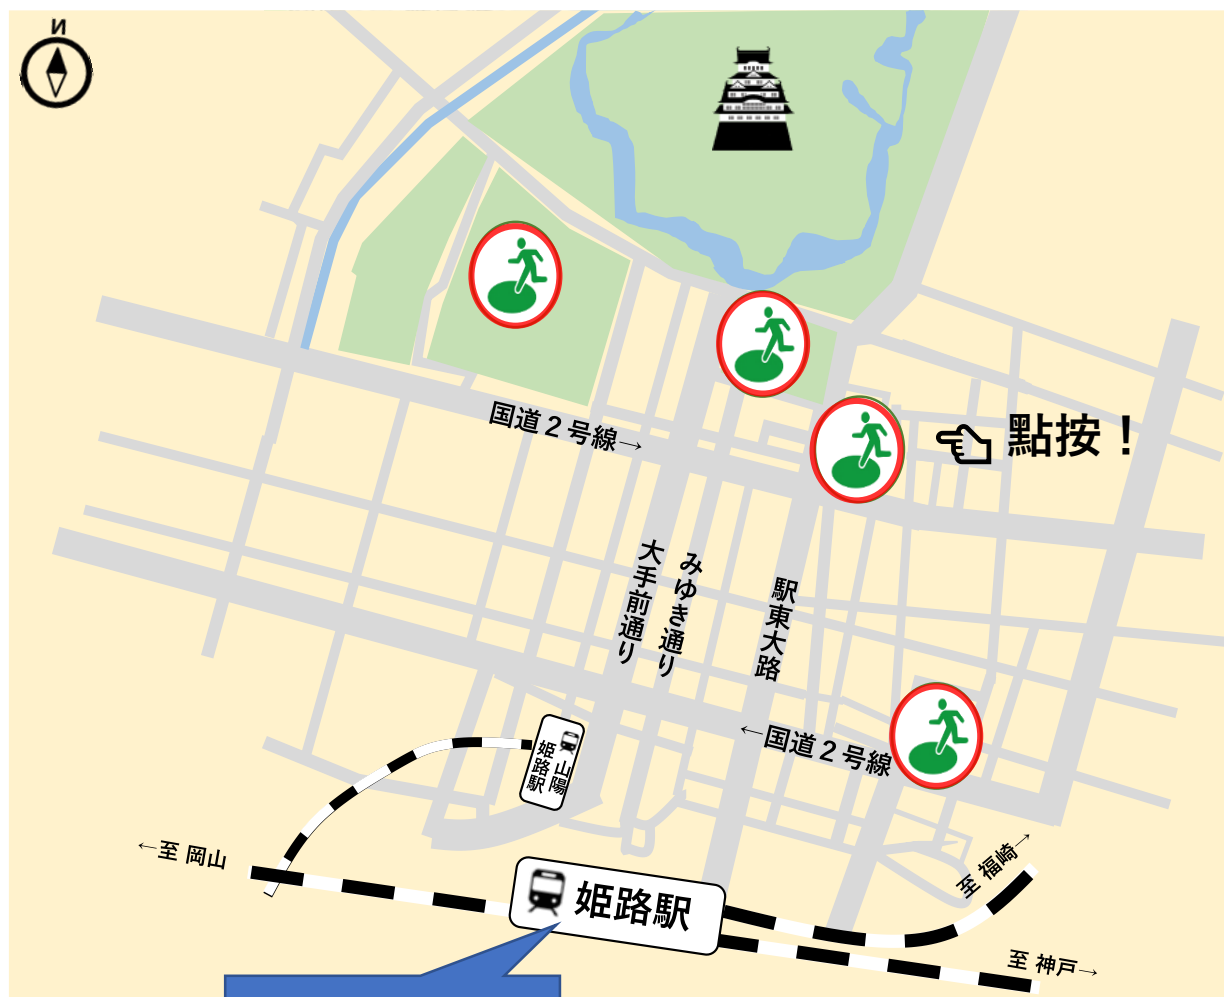 N
国道２号線→
點按！
大手前通り
みゆき通り
駅東大路
←国道２号線
山陽
姫路駅
←至 岡山
姫路駅
至 福崎→
至 神戸→